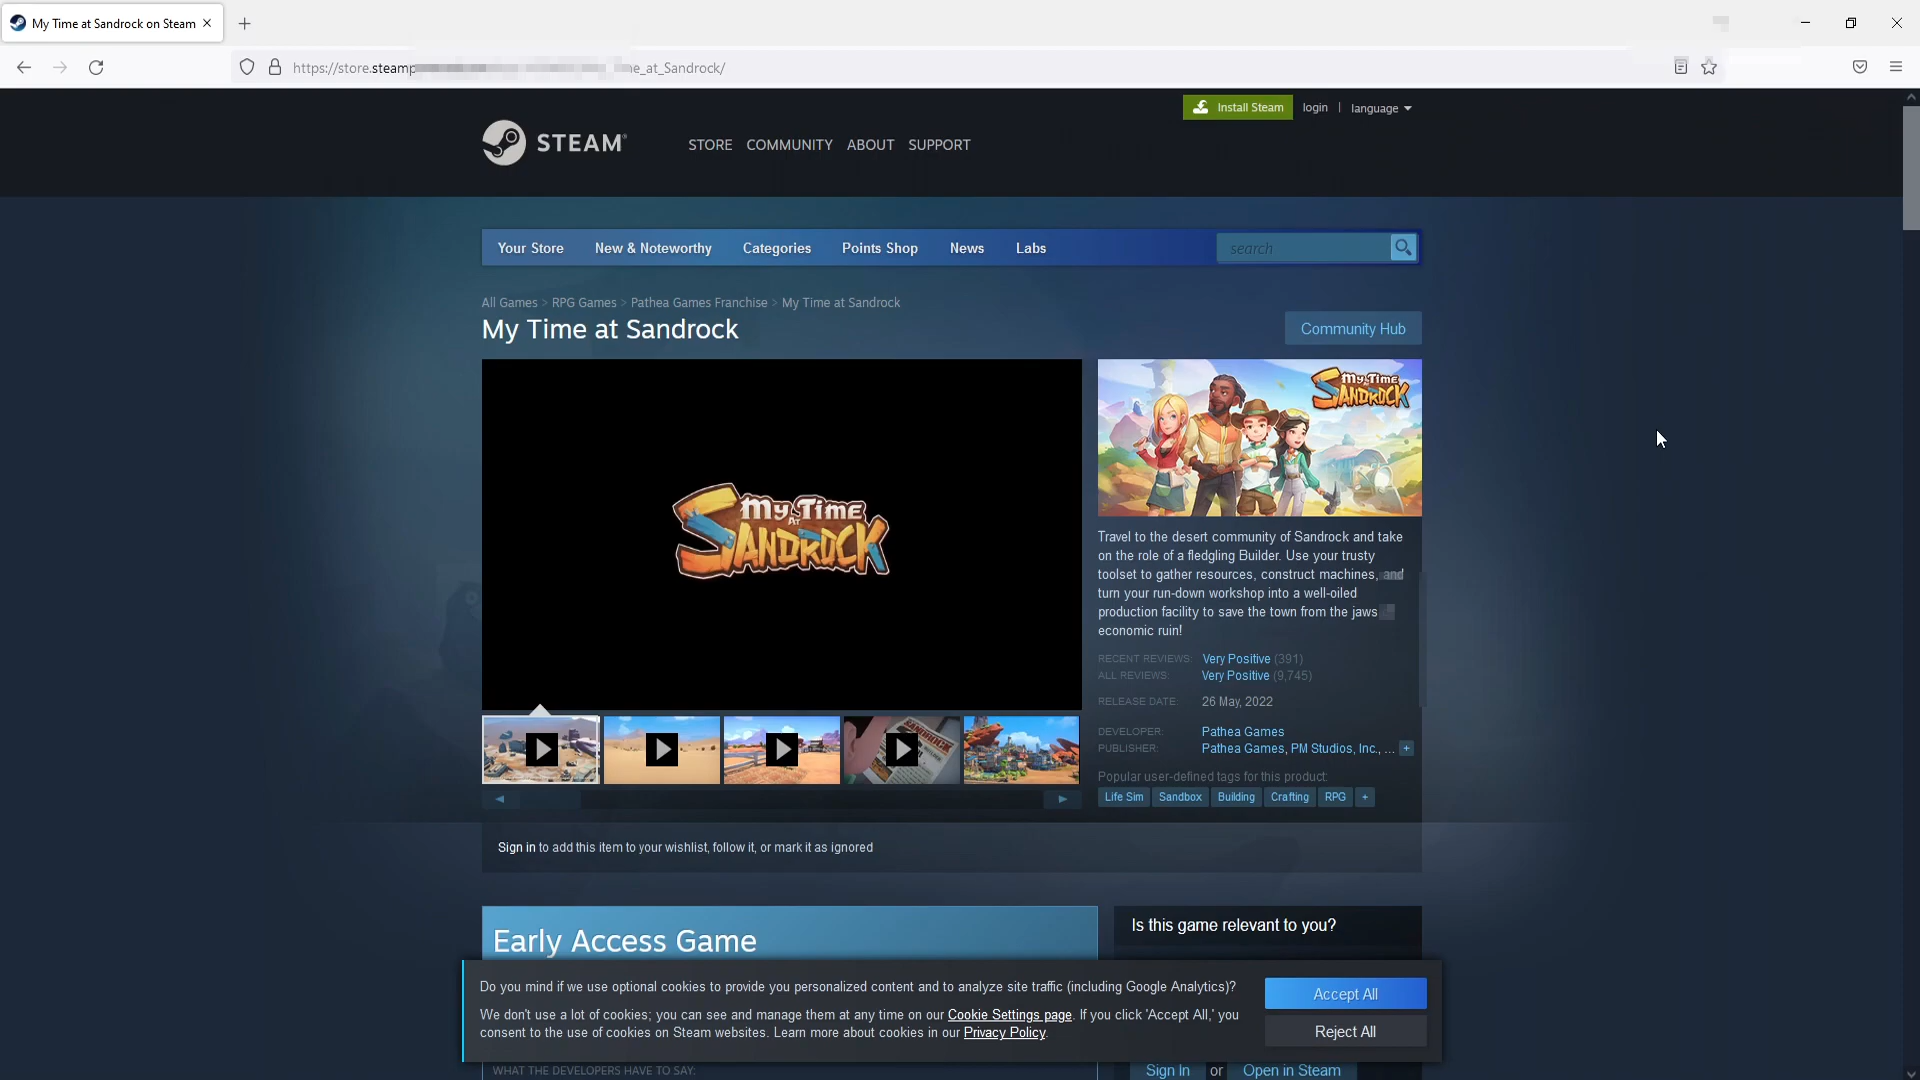 My Time at Sandrock on Steam
https://store.steamp
me_at_Sandrock/
Install Steam
login
language
STEAM
STORE COMMUNITY ABOUT SUPPORT
Your Store New & Noteworthy Categories Points Shop News Labs
search
All Games > RPG Games > Pathea Games Franchise > My Time at Sandrock
My Time at Sandrock
Community Hub
My Time
AT
SANDROCK
My Time
SANDROCK
Travel to the desert community of Sandrock and take
on the role of a fledgling Builder. Use your trusty
toolset to gather resources, construct machines, and
turn your run-down workshop into a well-oiled
production facility to save the town from the jaws
economic ruin!
RECENT REVIEWS: Very Positive (391)
ALL REVIEWS: Very Positive (9,745)
RELEASE DATE: 26 May, 2022
DEVELOPER: Pathea Games
PUBLISHER: Pathea Games, PM Studios, Inc., ... +
Popular user-defined tags for this product:
Life Sim Sandbox Building Crafting RPG +
Sign in to add this item to your wishlist, follow it, or mark it as ignored
Early Access Game
Is this game relevant to you?
Do you mind if we use optional cookies to provide you personalized content and to analyze site traffic (including Google Analytics)?
We don't use a lot of cookies; you can see and manage them at any time on our Cookie Settings page. If you click 'Accept All,' you
consent to the use of cookies on Steam websites. Learn more about cookies in our Privacy Policy.
Accept All
Reject All
WHAT THE DEVELOPERS HAVE TO SAY:
Sign In or Open in Steam